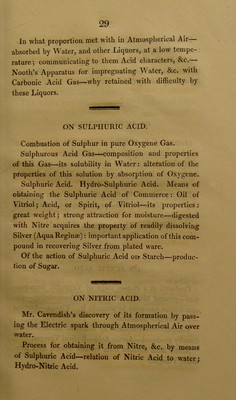 29
In what proportion met with in Atmospherical Air—
absorbed by Water, and other Liquors, at a low tempe-
rature; communicating to them Acid characters, &c.—
Nooth's Apparatus for impregnating Water, &c. with
Carbonic Acid Gas—why retained with difficulty by
these Liquors.
ON SULPHURIC ACID.
Combustion of Sulphur in pure Oxygene Gas.
Sulphurous Acid Gas—composition and properties
of this Gas—its solubility in Water: alteration of the
properties of this solution by absorption of Oxygene.
Sulphuric Acid. Hydro-Sulphuric Acid. Means of
obtaining the Sulphuric Acid of Commerce: Oil of
Vitriol; Acid, or Spirit, of Vitriol—its properties:
great weight; strong attraction for moisture—digested
with Nitre acquires the property of readily dissolving
Silver (Aqua Reginæ): important application of this com-
pound in recovering Silver from plated ware.
Of the action of Sulphuric Acid on Starch—produc-
tion of Sugar.
ON NITRIC ACID.
Mr. Cavendish's discovery of its formation by pass-
ing the Electric spark through Atmospherical Air over
water.
Process for obtaining it from Nitre, &c. by means
of Sulphuric Acid—relation of Nitric Acid to water;
Hydro-Nitric Acid.